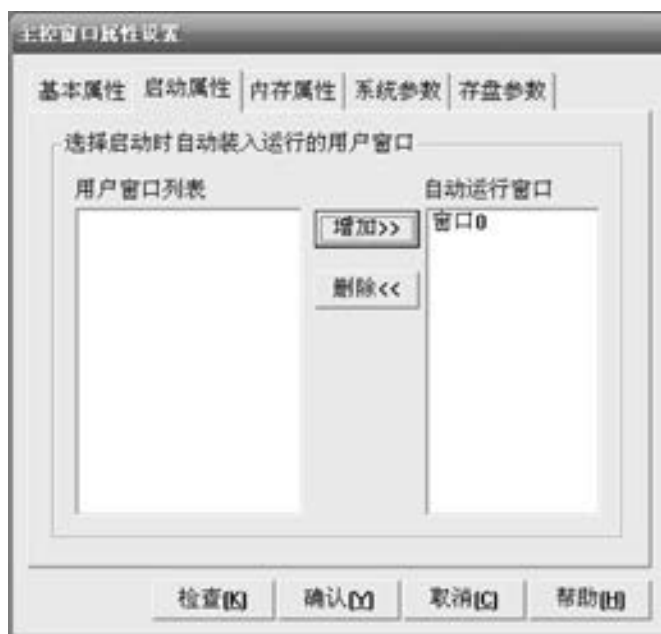 主控窗口属性设置
基本属性 启动属性 内存属性 系统参数 存盘参数
选择启动时自动装入运行的用户窗口
用户窗口列表
自动运行窗口
增加>>
窗口0
删除<<
检查(K) 确认(Y) 取消(C) 帮助(H)